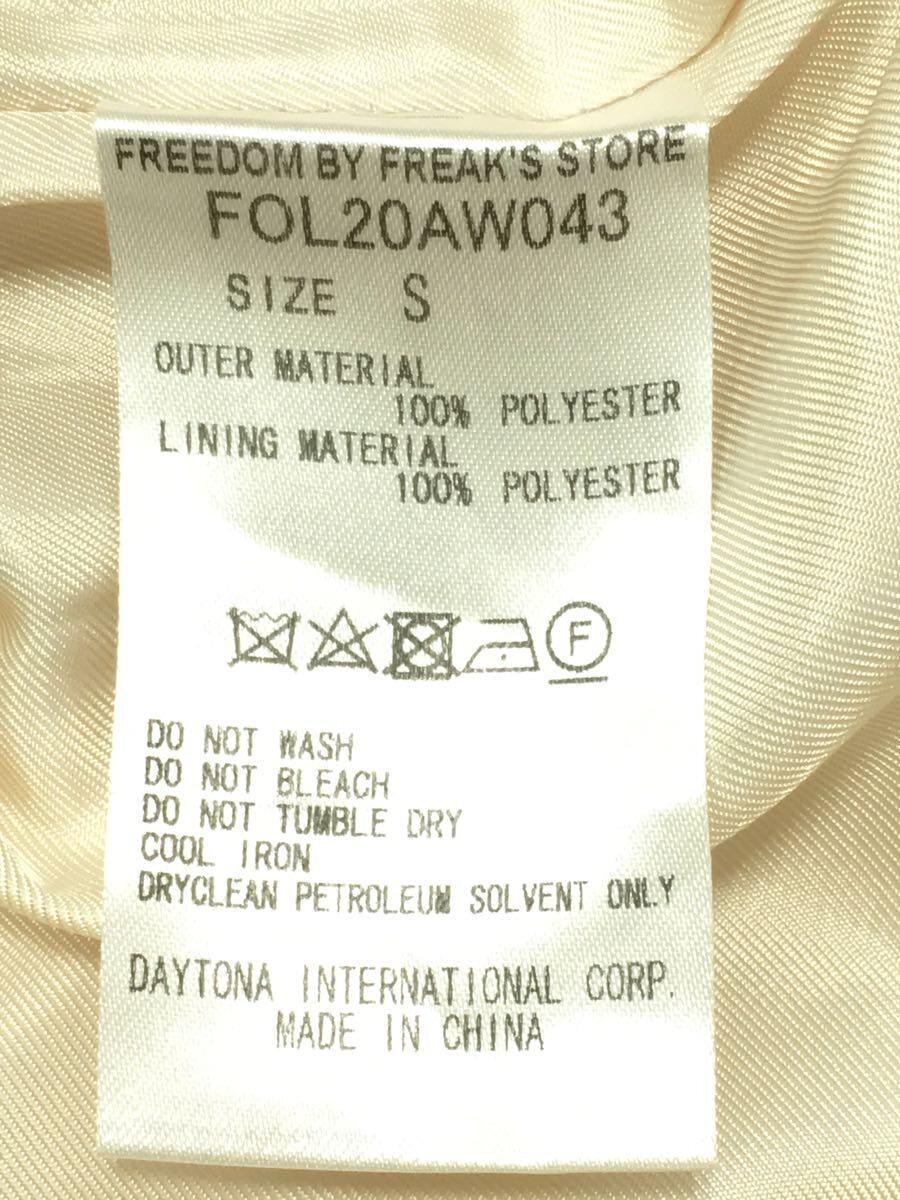 FREEDOM BY FREAK'S STORE
FOL20AW043
SIZE S
OUTER MATERIAL
100% POLYESTER
LINING MATERIAL
100% POLYESTER
F
DO NOT WASH
DO NOT BLEACH
DO NOT TUMBLE DRY
COOL IRON
DRYCLEAN PETROLEUM SOLVENT ONLY
DAYTONA INTERNATIONAL CORP.
MADE IN CHINA